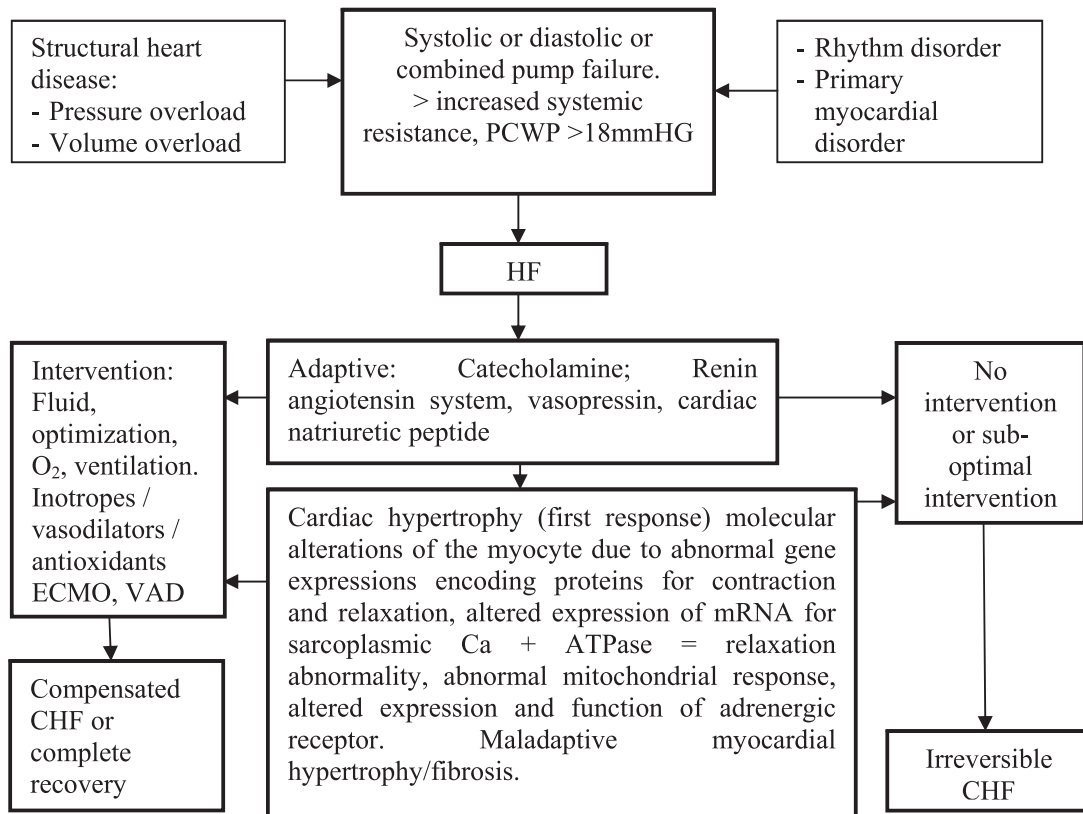 Structural heart
disease:
- Pressure overload
- Volume overload
Systolic or diastolic or
combined pump failure.
> increased systemic
resistance, PCWP >18mmHG
- Rhythm disorder
- Primary
myocardial
disorder
HF
Intervention:
Fluid,
optimization,
O₂, ventilation.
Inotropes /
vasodilators /
antioxidants
ECMO, VAD
Adaptive: Catecholamine; Renin
angiotensin system, vasopressin, cardiac
natriuretic peptide
No
intervention
or sub-
optimal
intervention
Cardiac hypertrophy (first response) molecular
alterations of the myocyte due to abnormal gene
expressions encoding proteins for contraction
and relaxation, altered expression of mRNA for
sarcoplasmic Ca + ATPase = relaxation
abnormality, abnormal mitochondrial response,
altered expression and function of adrenergic
receptor. Maladaptive myocardial
hypertrophy/fibrosis.
Compensated
CHF or
complete
recovery
Irreversible
CHF